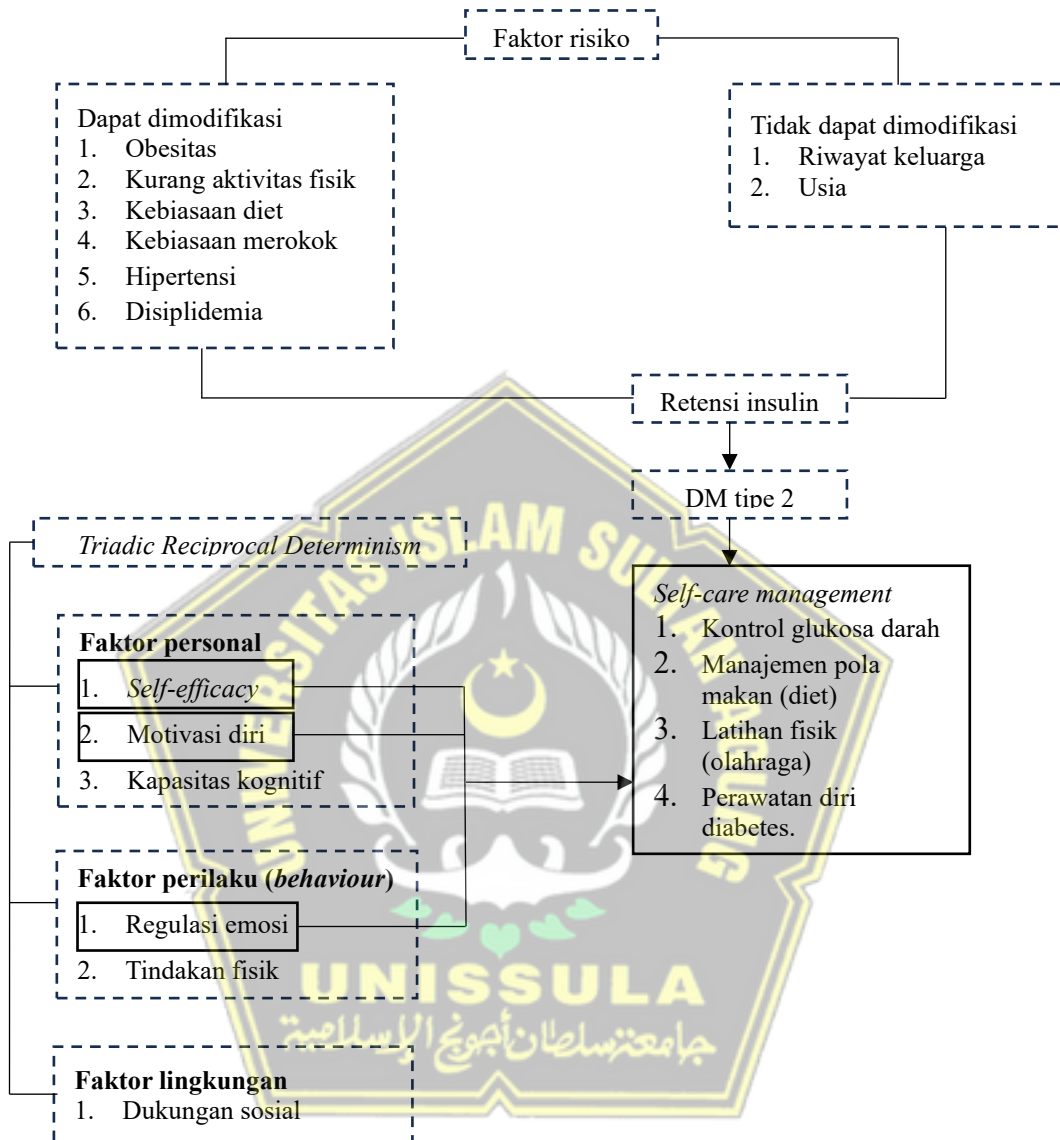 Faktor risiko
Dapat dimodifikasi
1. Obesitas
2. Kurang aktivitas fisik
3. Kebiasaan diet
4. Kebiasaan merokok
5. Hipertensi
6. Disiplidemia
Tidak dapat dimodifikasi
1. Riwayat keluarga
2. Usia
Retensi insulin
DM tipe 2
Triadic Reciprocal Determinism
Faktor personal
1. Self-efficacy
2. Motivasi diri
3. Kapasitas kognitif
Faktor perilaku (behaviour)
1. Regulasi emosi
2. Tindakan fisik
Faktor lingkungan
1. Dukungan sosial
Self-care management
1. Kontrol glukosa darah
2. Manajemen pola
makan (diet)
3. Latihan fisik
(olahraga)
4. Perawatan diri
diabetes.
UNIVERSITAS ISLAM SULTAN AGUNG
UNISSULA
جامعة سلطان أجونج الإسلامية